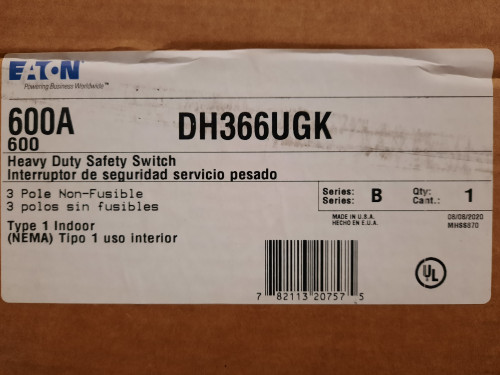 EATON
Powering Business Worldwide™
600A
600
DH366UGK
Heavy Duty Safety Switch
Interruptor de seguridad servicio pesado
3 Pole Non-Fusible
3 polos sin fusibles
Series: B Qty: 1
Series: Cant.:
Type 1 Indoor
(NEMA) Tipo 1 uso interior
MADE IN U.S.A.
HECHO EN E.U.A.
06/08/2020
MHSS870
UL
7 82113 20757 5